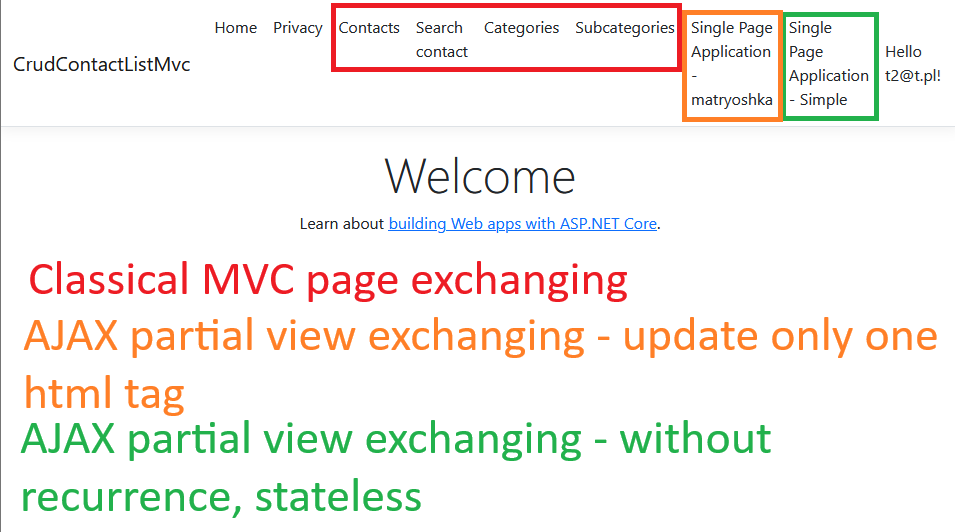 CrudContactListMvc
Home Privacy Contacts Search contact Categories Subcategories
Single Page Application - matryoshka
Single Page Application - Simple
Hello t2@t.pl!
Welcome
Learn about building Web apps with ASP.NET Core.
Classical MVC page exchanging
AJAX partial view exchanging - update only one
html tag
AJAX partial view exchanging - without
recurrence, stateless